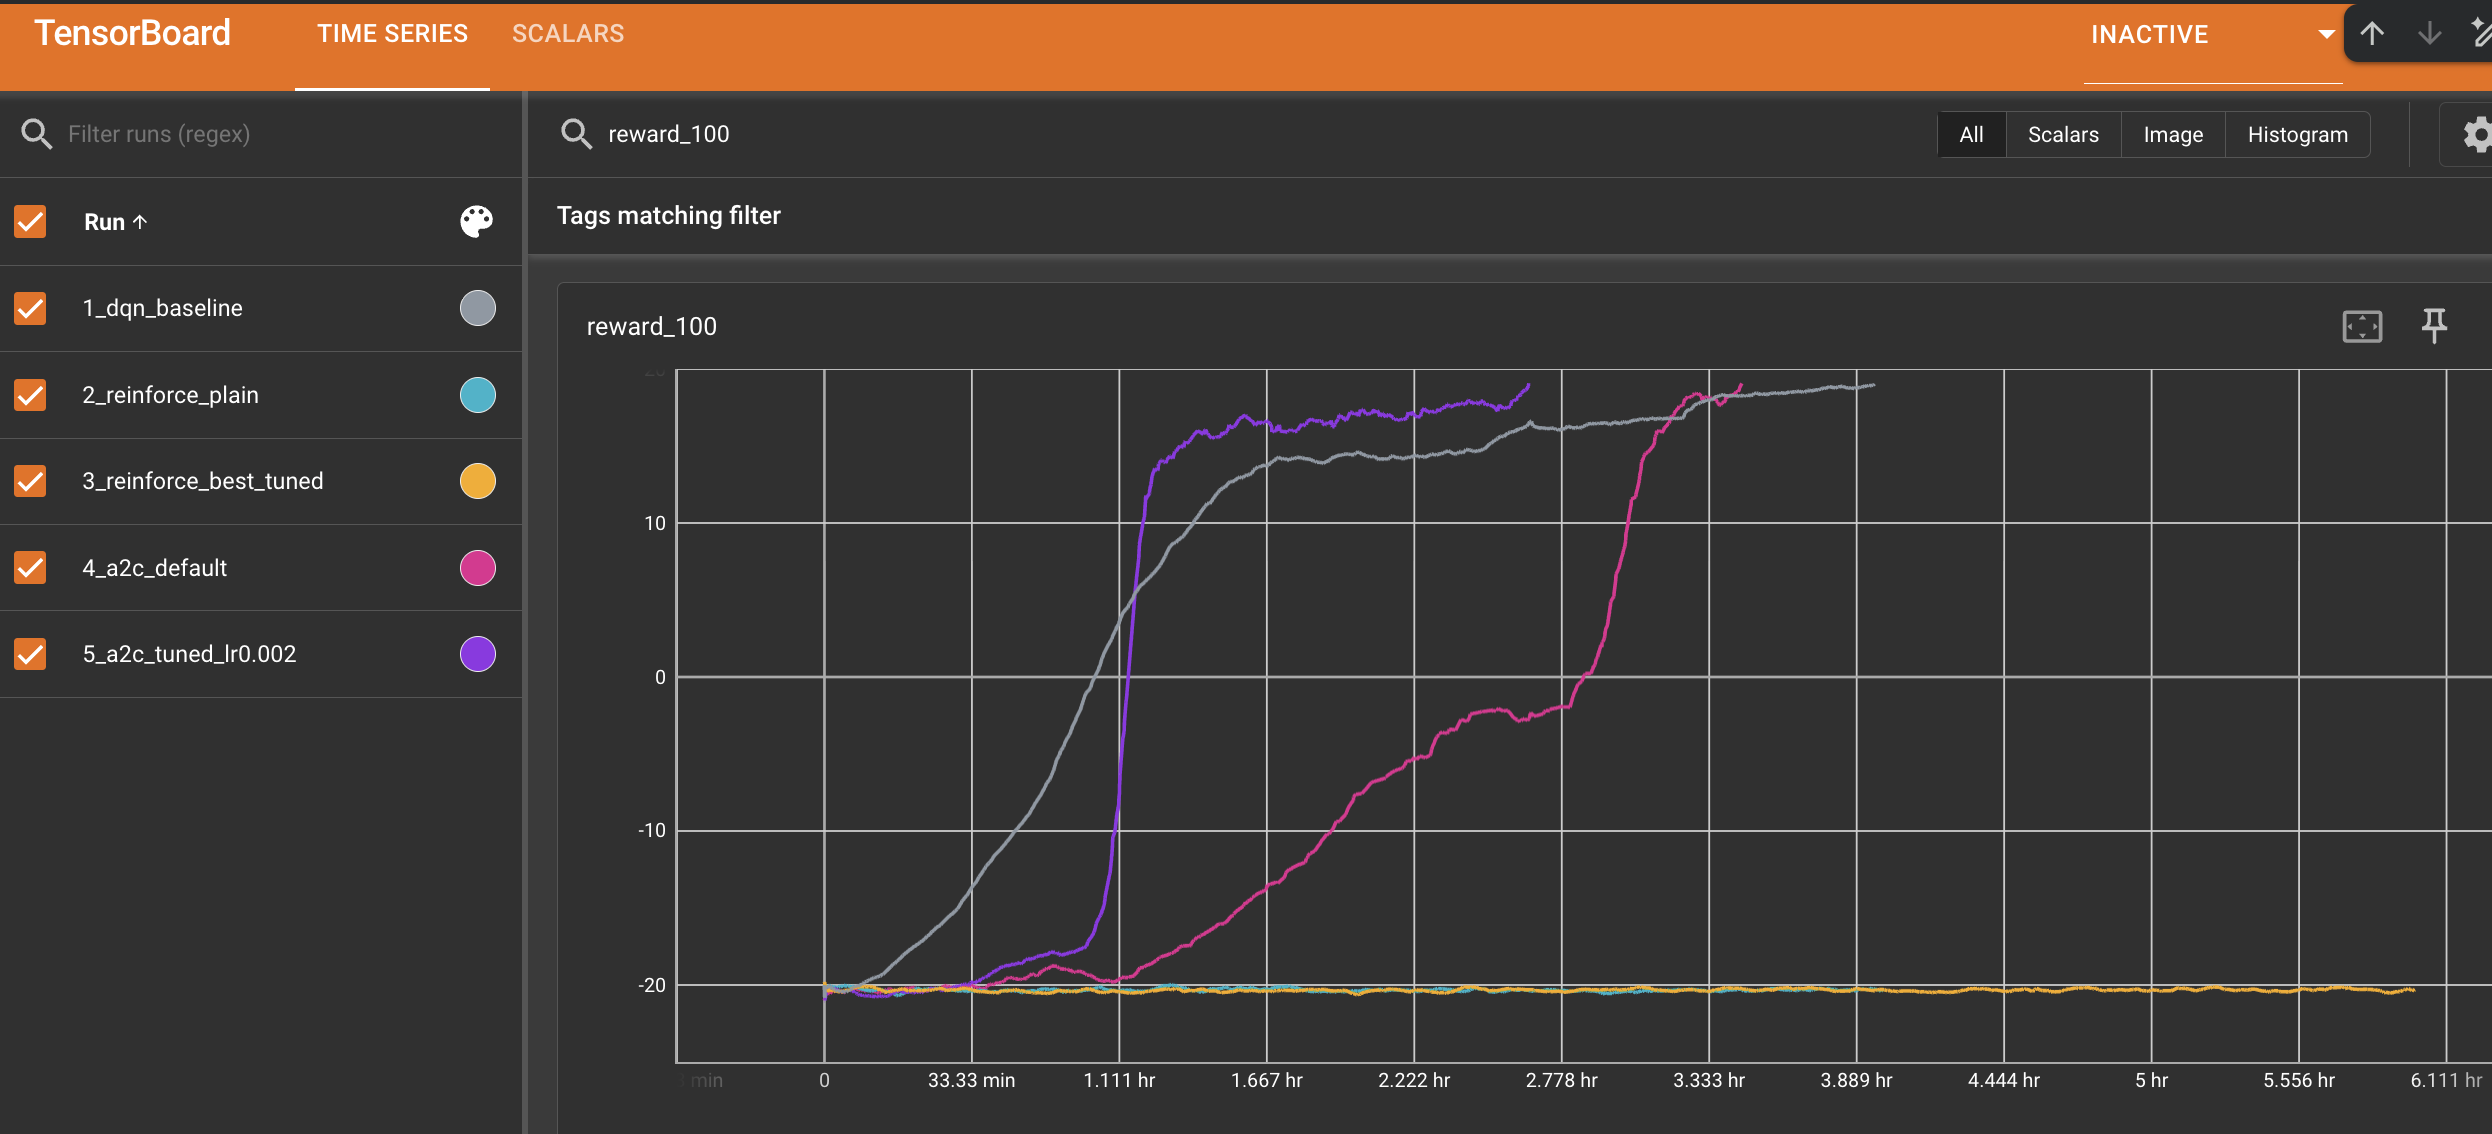 TensorBoard TIME SERIES SCALARS INACTIVE
Filter runs (regex)
reward_100
All Scalars Image Histogram
Run
Tags matching filter
1_dqn_baseline
2_reinforce_plain
3_reinforce_best_tuned
4_a2c_default
5_a2c_tuned_lr0.002
reward_100
20
10
0
-10
-20
min 0 33.33 min 1.111 hr 1.667 hr 2.222 hr 2.778 hr 3.333 hr 3.889 hr 4.444 hr 5 hr 5.556 hr 6.111 hr